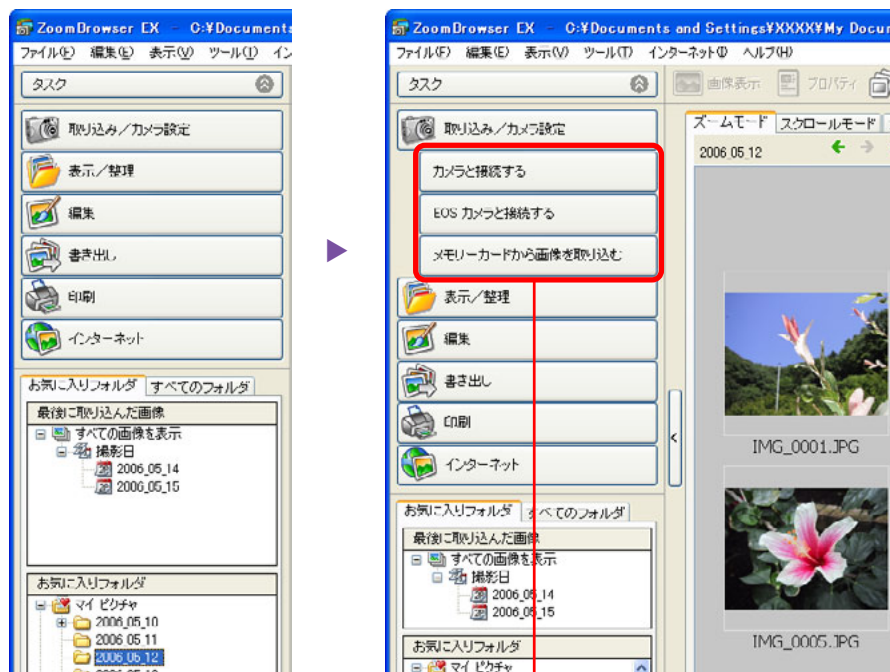 ZoomBrowser EX - C:¥Documents
ファイル(F) 編集(E) 表示(V) ツール(T) イン
タスク
取り込み／カメラ設定
表示／整理
編集
書き出し
印刷
インターネット
お気に入りフォルダ すべてのフォルダ
最後に取り込んだ画像
すべての画像を表示
撮影日
2006_05_14
2006_05_15
お気に入りフォルダ
マイ ピクチャ
2006_05_10
2006_05_11
2006_05_12
ZoomBrowser EX - C:¥Documents and Settings¥XXXX¥My Docum
ファイル(F) 編集(E) 表示(V) ツール(T) インターネット(I) ヘルプ(H)
タスク
画像表示 プロパティ
取り込み／カメラ設定
カメラと接続する
EOS カメラと接続する
メモリーカードから画像を取り込む
表示／整理
編集
書き出し
印刷
インターネット
お気に入りフォルダ すべてのフォルダ
最後に取り込んだ画像
すべての画像を表示
撮影日
2006_05_14
2006_05_15
お気に入りフォルダ
マイ ピクチャ
ズームモード スクロールモード
2006_05_12
IMG_0001.JPG
IMG_0005.JPG